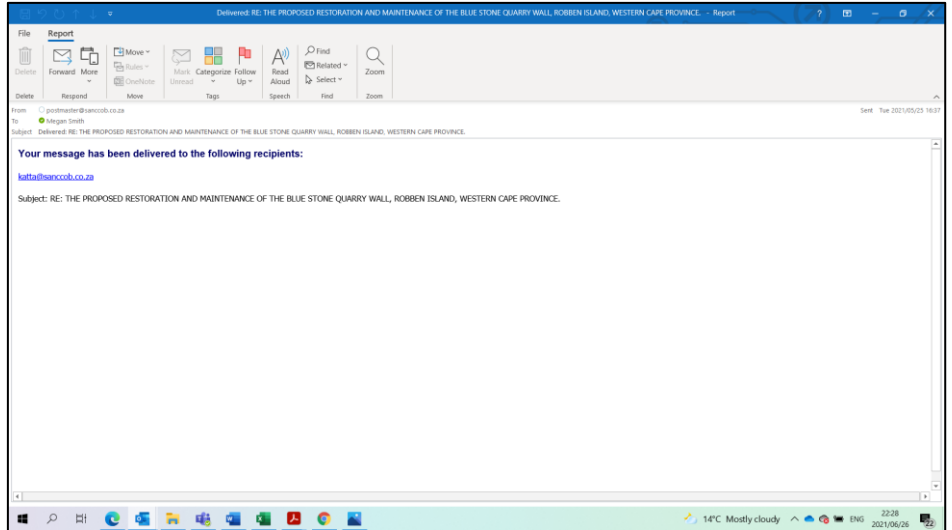 Delivered: RE: THE PROPOSED RESTORATION AND MAINTENANCE OF THE BLUE STONE QUARRY WALL, ROBBEN ISLAND, WESTERN CAPE PROVINCE. - Report
File Report
Delete
Forward
More
Move
Rules
OneNote
Mark Unread
Categorize
Follow Up
Read Aloud
Find
Related
Select
Zoom
Delete Respond Move Tags Speech Find Zoom
From postmaster@sanccob.co.za Sent Tue 2021/05/25 16:37
To Megan Smith
Subject Delivered: RE: THE PROPOSED RESTORATION AND MAINTENANCE OF THE BLUE STONE QUARRY WALL, ROBBEN ISLAND, WESTERN CAPE PROVINCE.
Your message has been delivered to the following recipients:
katta@sanccob.co.za
Subject: RE: THE PROPOSED RESTORATION AND MAINTENANCE OF THE BLUE STONE QUARRY WALL, ROBBEN ISLAND, WESTERN CAPE PROVINCE.
14°C Mostly cloudy ENG 22:28
2021/06/26
22